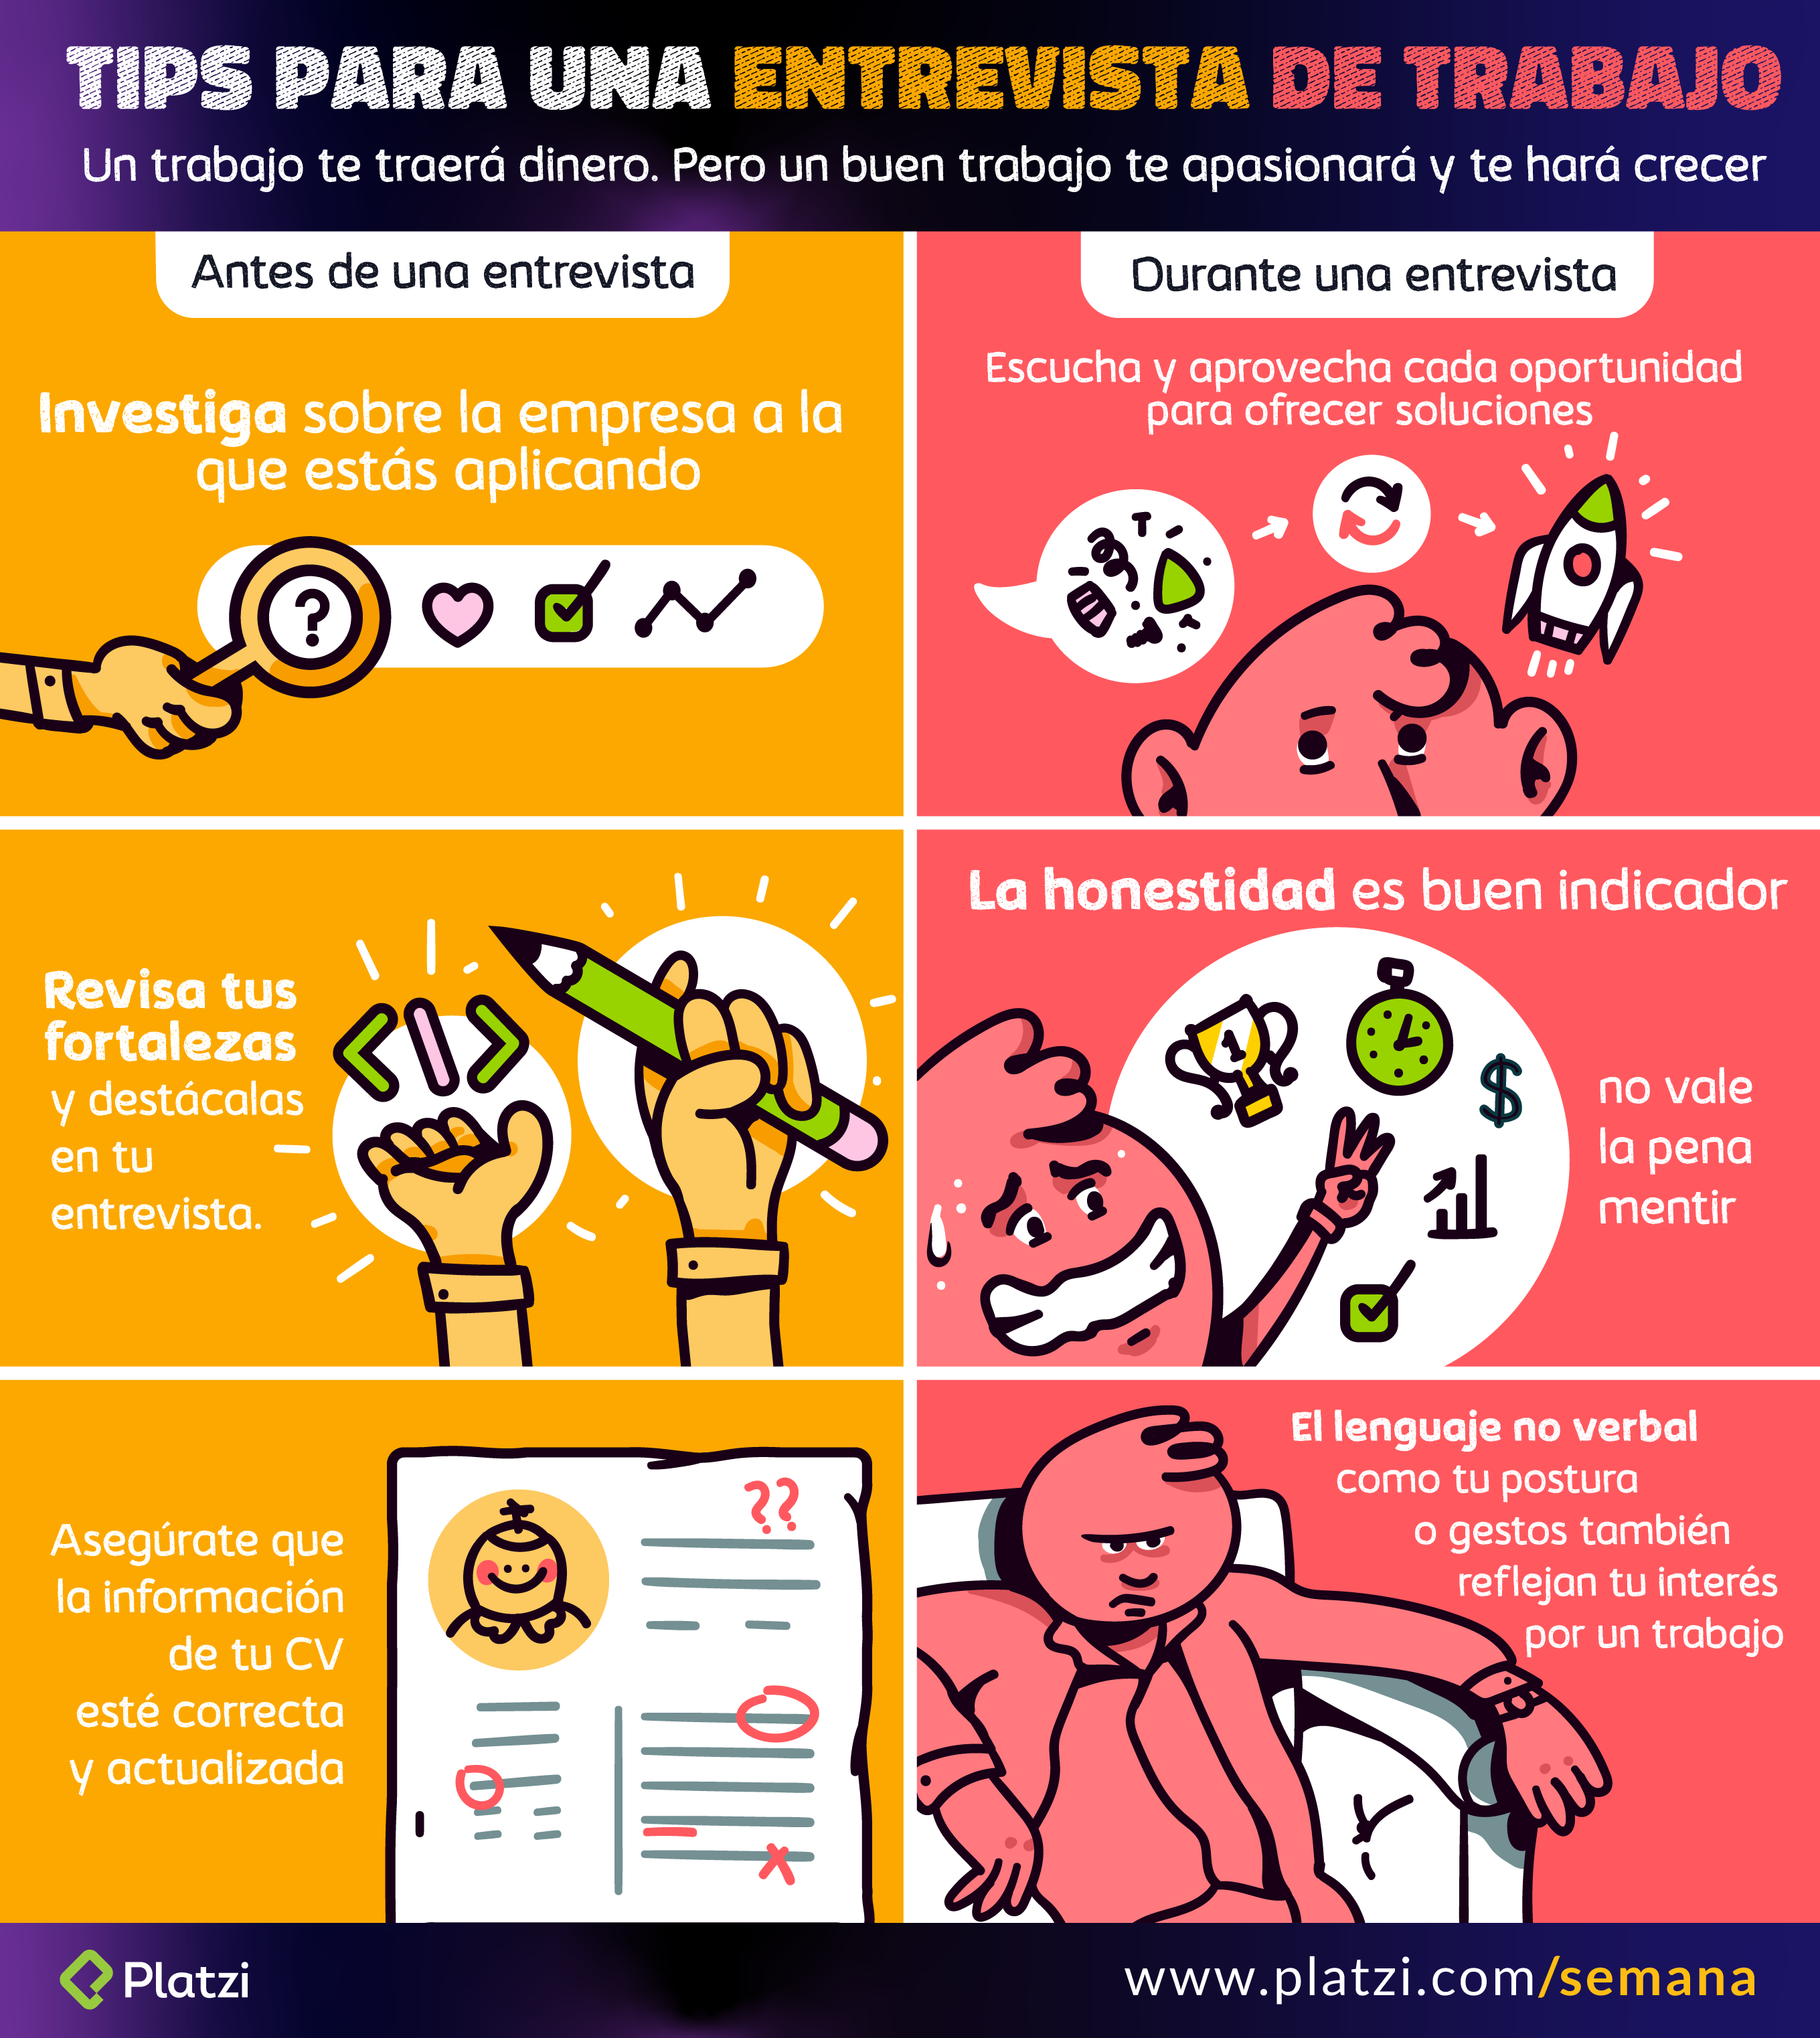 TIPS PARA UNA ENTREVISTA DE TRABAJO
Un trabajo te traerá dinero. Pero un buen trabajo te apasionará y te hará crecer
Antes de una entrevista
Investiga sobre la empresa a la
que estás aplicando
?
Revisa tus
fortalezas
y destácalas
en tu
entrevista.
Asegúrate que
la información
de tu CV
esté correcta
y actualizada
??
Durante una entrevista
Escucha y aprovecha cada oportunidad
para ofrecer soluciones
La honestidad es buen indicador
1
$
no vale
la pena
mentir
El lenguaje no verbal
como tu postura
o gestos también
reflejan tu interés
por un trabajo
Platzi
www.platzi.com/semana